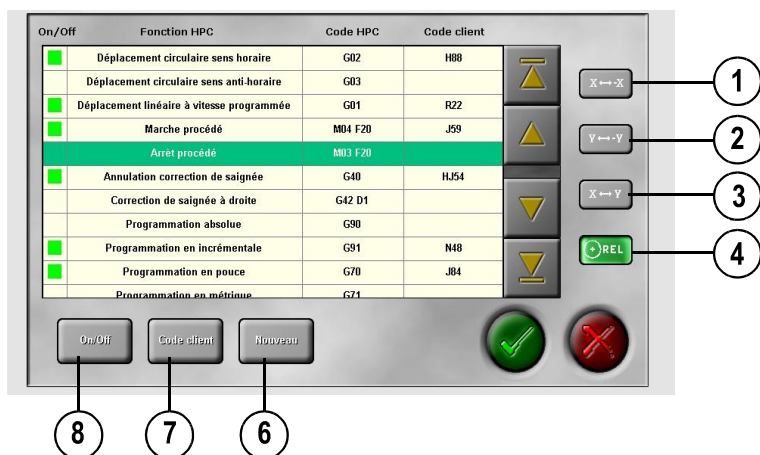 On/Off Fonction HPC Code HPC Code client
Déplacement circulaire sens horaire G02 H88
Déplacement circulaire sens anti-horaire G03
Déplacement linéaire à vitesse programmée G01 R22
Marche procédé M04 F20 J59
Arrêt procédé M03 F20
Annulation correction de saignée G40 HJ54
Correction de saignée à droite G42 D1
Programmation absolue G90
Programmation en incrémentale G91 N48
Programmation en pouce G70 J84
Programmation en métrique G71
X↔-X 1
Y↔-Y 2
X↔Y 3
REL 4
On/Off Code client Nouveau
8 7 6